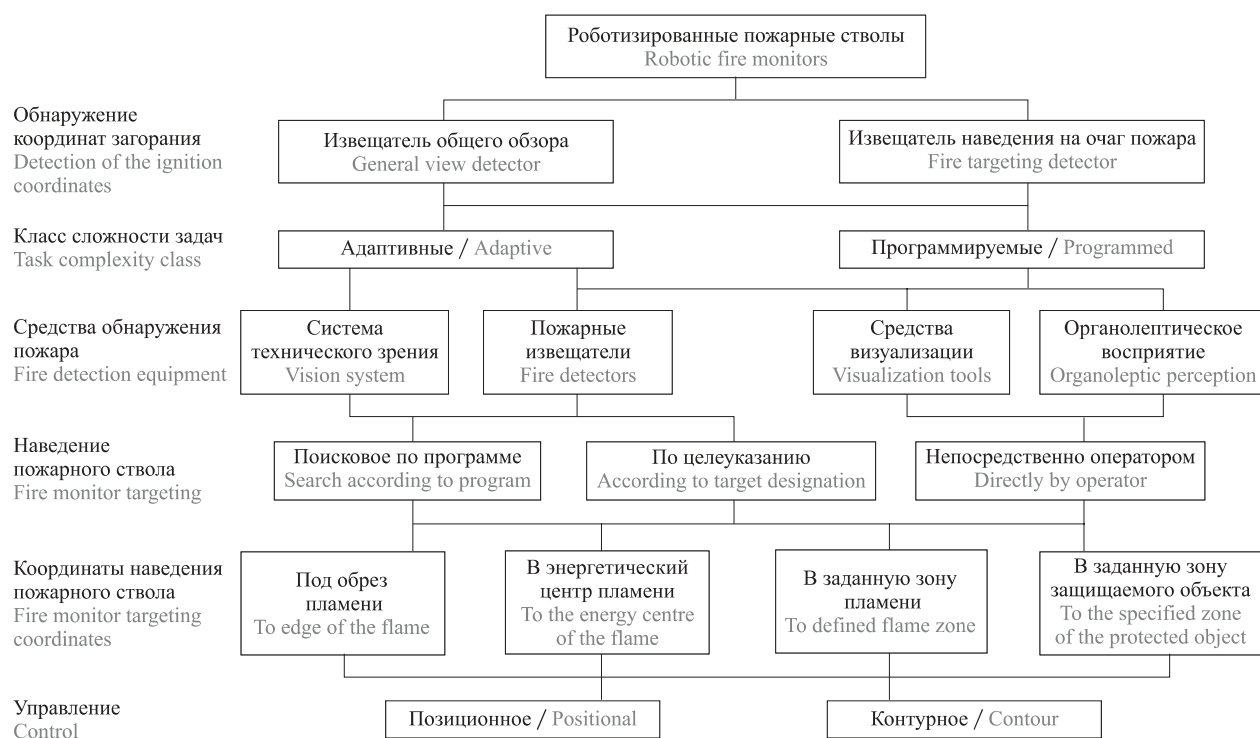 Роботизированные пожарные стволы
Robotic fire monitors
Обнаружение
координат загорания
Detection of the ignition
coordinates
Извещатель общего обзора
General view detector
Извещатель наведения на очаг пожара
Fire targeting detector
Класс сложности задач
Task complexity class
Адаптивные / Adaptive
Программируемые / Programmed
Средства обнаружения
пожара
Fire detection equipment
Система
технического зрения
Vision system
Пожарные
извещатели
Fire detectors
Средства
визуализации
Visualization tools
Органолептическое
восприятие
Organoleptic perception
Наведение
пожарного ствола
Fire monitor targeting
Поисковое по программе
Search according to program
По целеуказанию
According to target designation
Непосредственно оператором
Directly by operator
Координаты наведения
пожарного ствола
Fire monitor targeting
coordinates
Под обрез
пламени
To edge of the flame
В энергетический
центр пламени
To the energy centre
of the flame
В заданную зону
пламени
To defined flame zone
В заданную зону
защищаемого объекта
To the specified zone
of the protected object
Управление
Control
Позиционное / Positional
Контурное / Contour